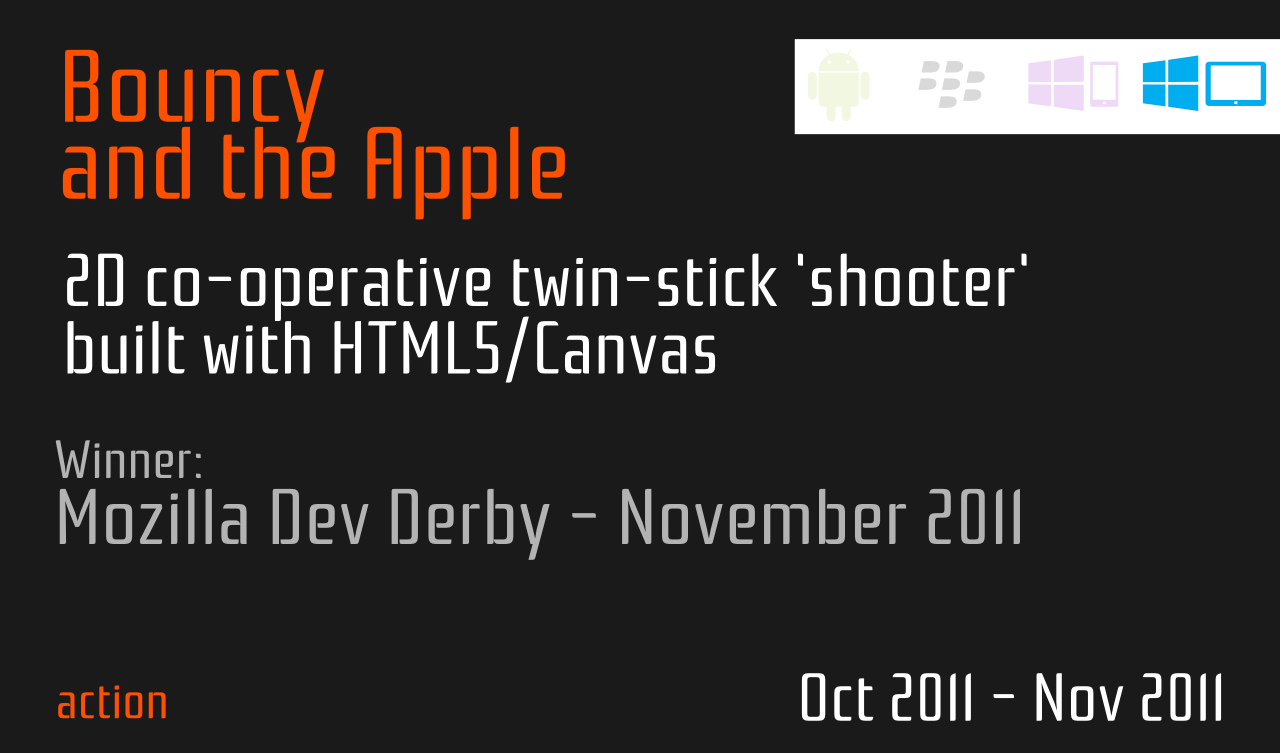 Bouncy
and the Apple
2D co-operative twin-stick 'shooter'
built with HTML5/Canvas
Winner:
Mozilla Dev Derby - November 2011
action
Oct 2011 - Nov 2011